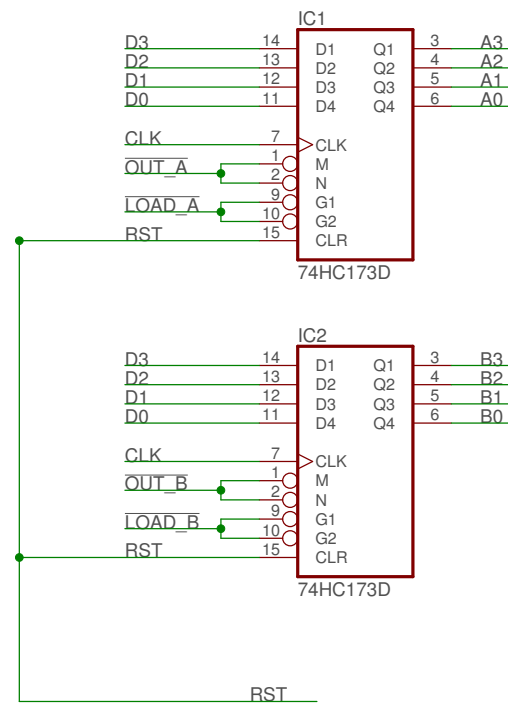 IC1
D3 14 D1 Q1 3 A3
D2 13 D2 Q2 4 A2
D1 12 D3 Q3 5 A1
D0 11 D4 Q4 6 A0
CLK 7 CLK
OUT_A 1 M
2 N
LOAD_A 9 G1
10 G2
RST 15 CLR
74HC173D
IC2
D3 14 D1 Q1 3 B3
D2 13 D2 Q2 4 B2
D1 12 D3 Q3 5 B1
D0 11 D4 Q4 6 B0
CLK 7 CLK
OUT_B 1 M
2 N
LOAD_B 9 G1
10 G2
RST 15 CLR
74HC173D
RST